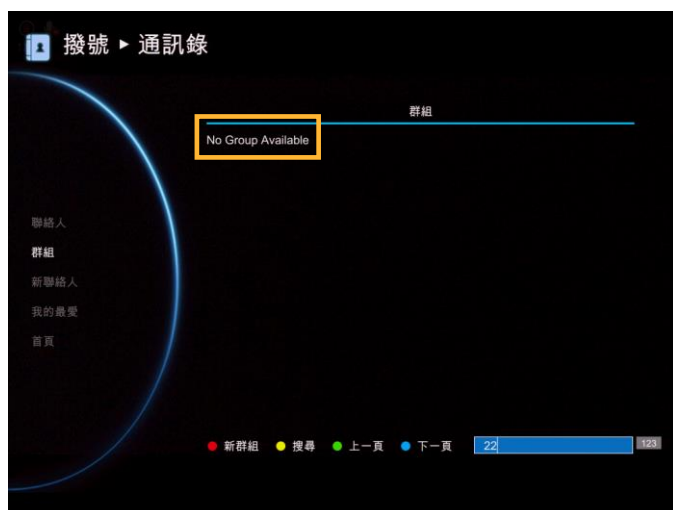 撥號 ▸ 通訊錄
群組
No Group Available
聯絡人
群組
新聯絡人
我的最愛
首頁
新群組 搜尋 上一頁 下一頁 22 123